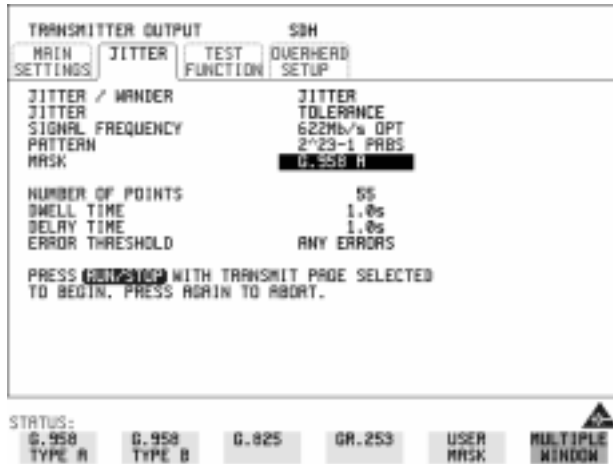 TRANSMITTER OUTPUT SDH
MAIN SETTINGS JITTER TEST FUNCTION OVERHEAD SETUP
JITTER / WANDER JITTER
JITTER TOLERANCE
SIGNAL FREQUENCY 622Mb/s OPT
PATTERN 2^23-1 PRBS
MASK G.958 A
NUMBER OF POINTS 55
DWELL TIME 1.0s
DELAY TIME 1.0s
ERROR THRESHOLD ANY ERRORS
PRESS RUN/STOP WITH TRANSMIT PAGE SELECTED
TO BEGIN. PRESS AGAIN TO ABORT.
STATUS:
G.958 TYPE A G.958 TYPE B G.825 GR.253 USER MASK MULTIPLE WINDOW